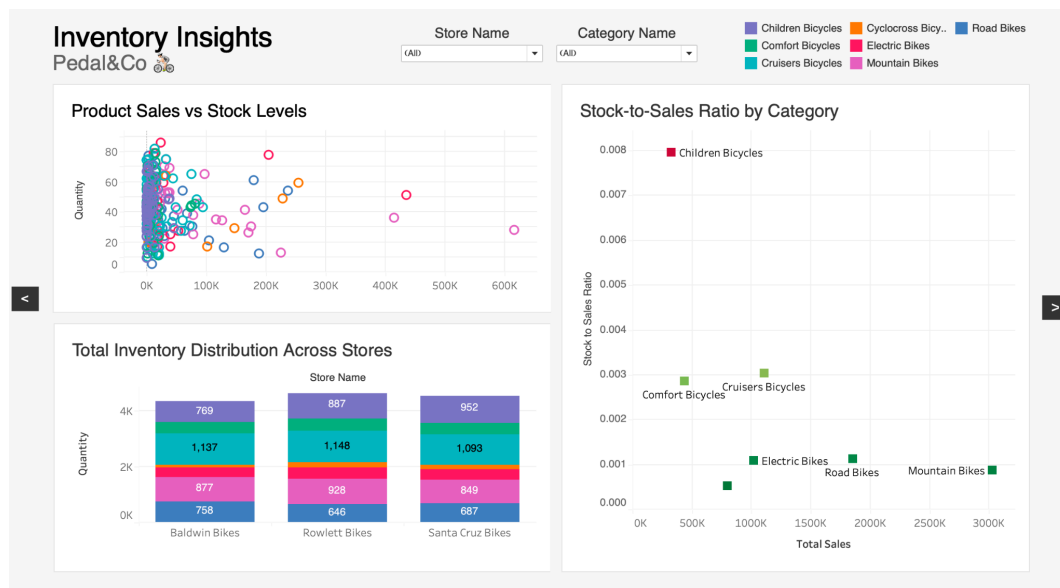 Inventory Insights
Pedal&Co
Store Name
(All)
Category Name
(All)
Children Bicycles
Cyclocross Bicy..
Road Bikes
Comfort Bicycles
Electric Bikes
Cruisers Bicycles
Mountain Bikes
Product Sales vs Stock Levels
Quantity
80
60
40
20
0
0K
100K
200K
300K
400K
500K
600K
Total Inventory Distribution Across Stores
Store Name
Quantity
4K
2K
0K
769
887
952
1,137
1,148
1,093
877
928
849
758
646
687
Baldwin Bikes
Rowlett Bikes
Santa Cruz Bikes
Stock-to-Sales Ratio by Category
Stock to Sales Ratio
0.008
0.007
0.006
0.005
0.004
0.003
0.002
0.001
0.000
Children Bicycles
Cruisers Bicycles
Comfort Bicycles
Electric Bikes
Road Bikes
Mountain Bikes
0K
500K
1000K
1500K
2000K
2500K
3000K
Total Sales
<
>